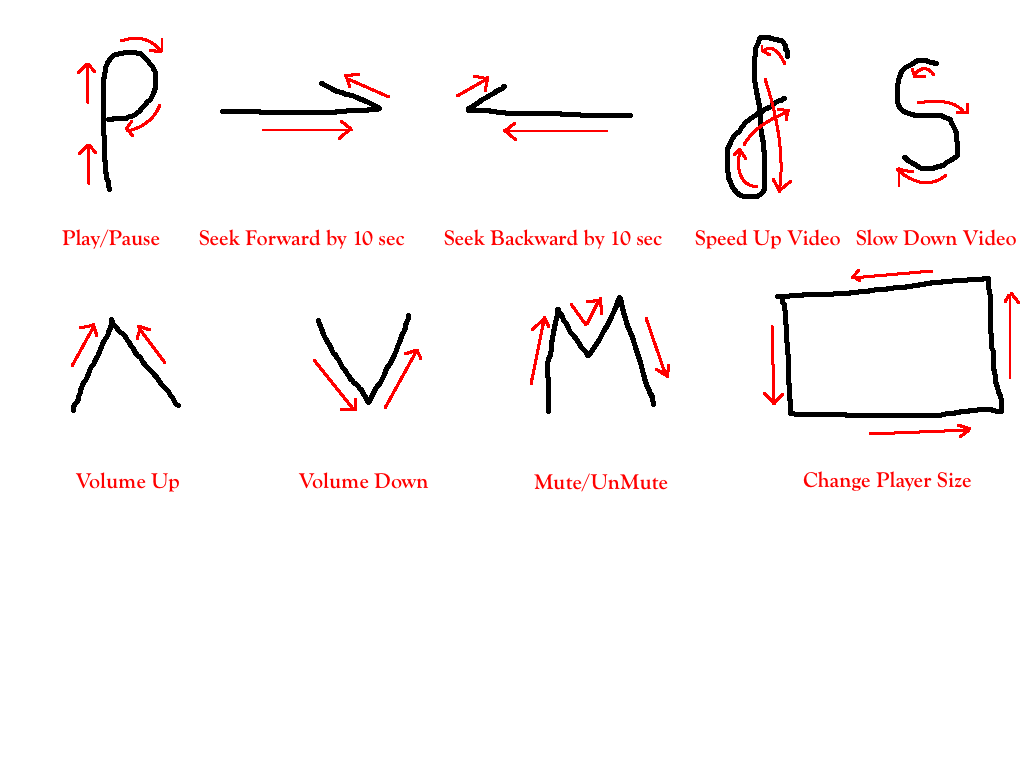 Play/Pause
Seek Forward by 10 sec
Seek Backward by 10 sec
Speed Up Video
Slow Down Video
Volume Up
Volume Down
Mute/UnMute
Change Player Size